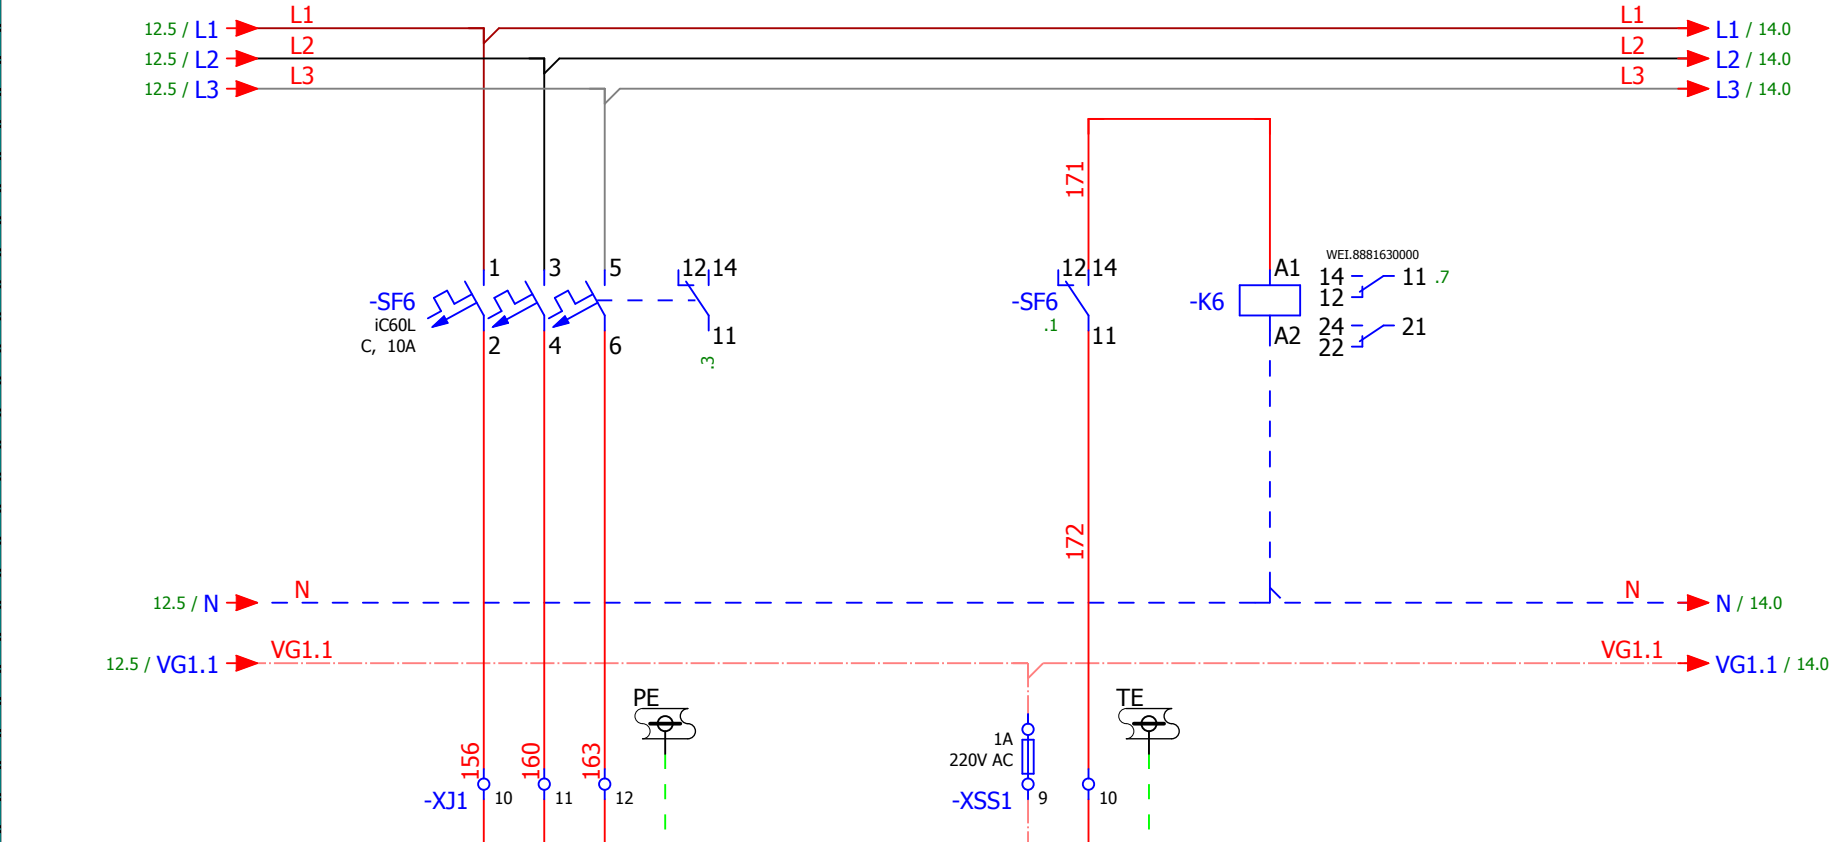 12.5 / L1 L1 L1 L1 / 14.0
12.5 / L2 L2 L2 L2 / 14.0
12.5 / L3 L3 L3 L3 / 14.0
171
1 3 5 12 14 12 14 A1 WEI.8881630000
14 11 .7
12
-SF6 -SF6 -K6
iC60L .1
C, 10A
24 21
22
2 4 6 11 11 A2
.3
172
12.5 / N N N N / 14.0
12.5 / VG1.1 VG1.1 VG1.1 VG1.1 / 14.0
PE TE
1A
220V AC
156 160 163
-XJ1 10 11 12 -XSS1 9 10